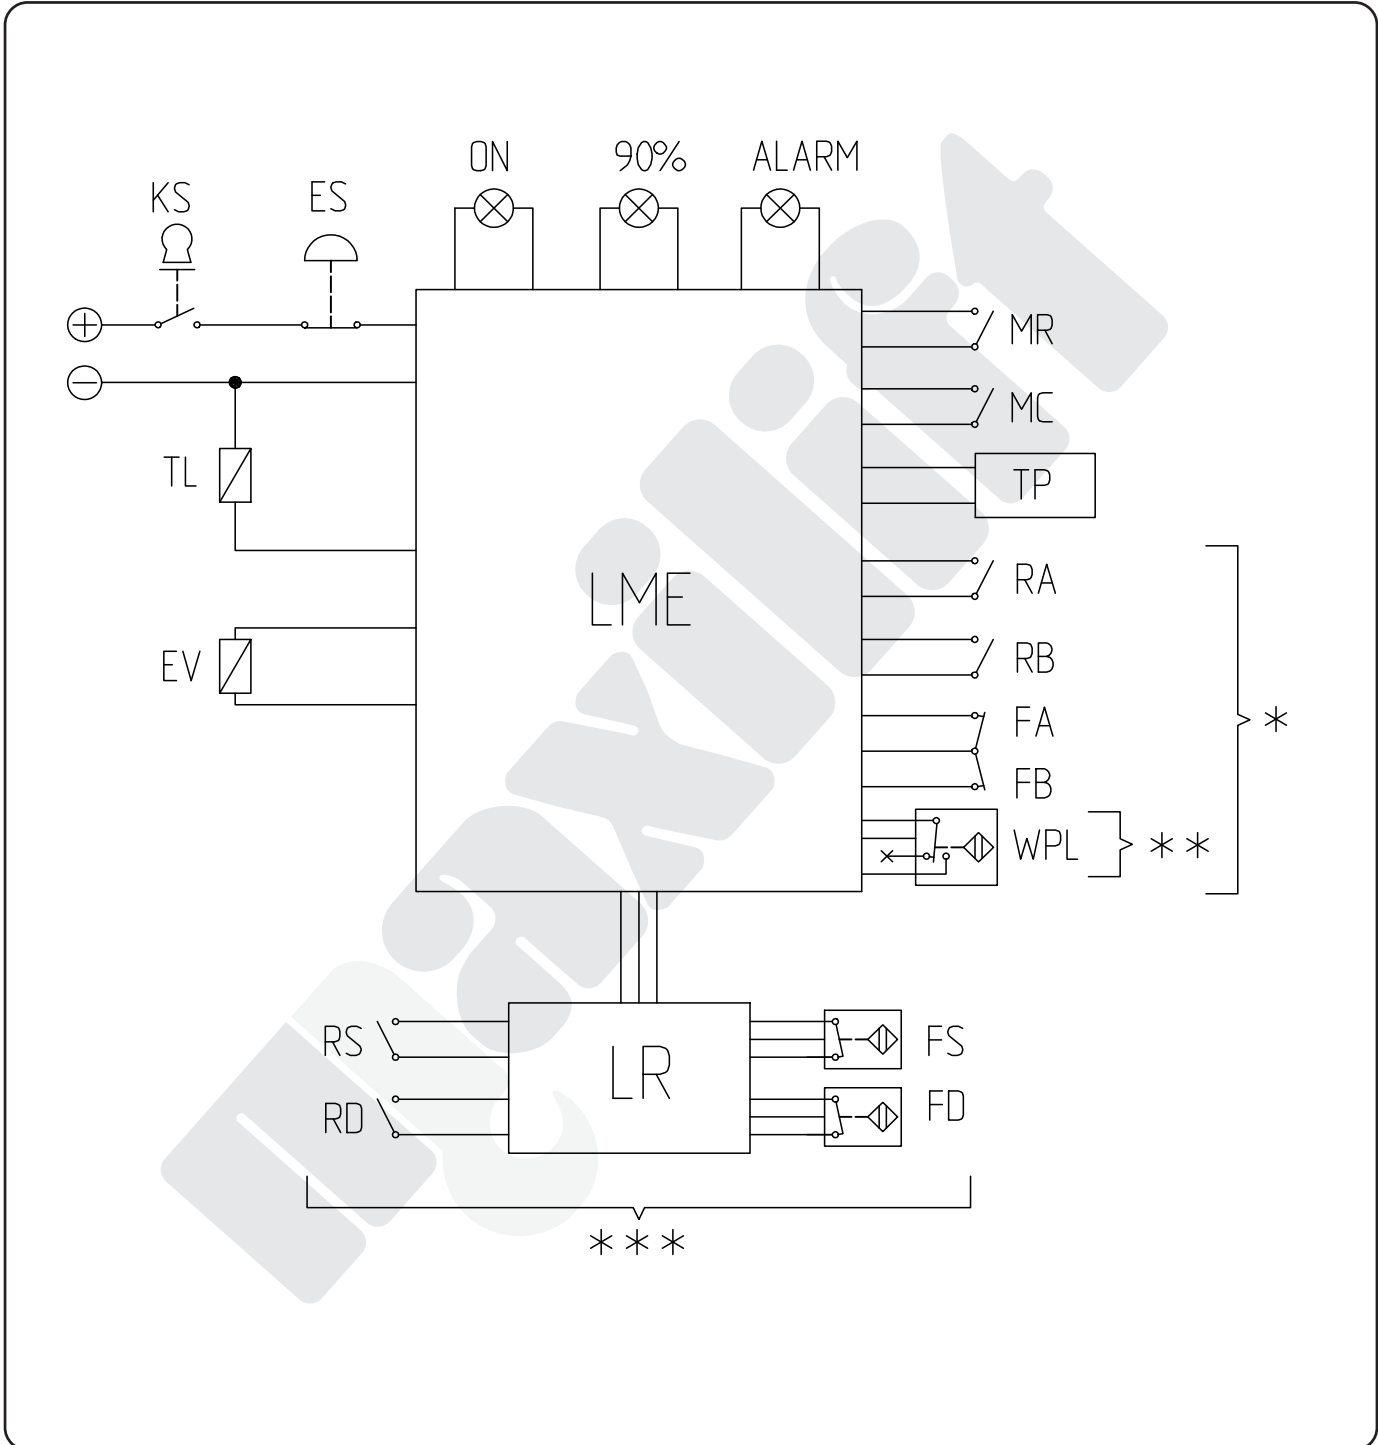 ON 90% ALARM
KS ES
MR
MC
TL TP
LME
RA
EV RB
FA
FB
WPL * *
*
RS LR FS
RD FD
* * *
maxilift